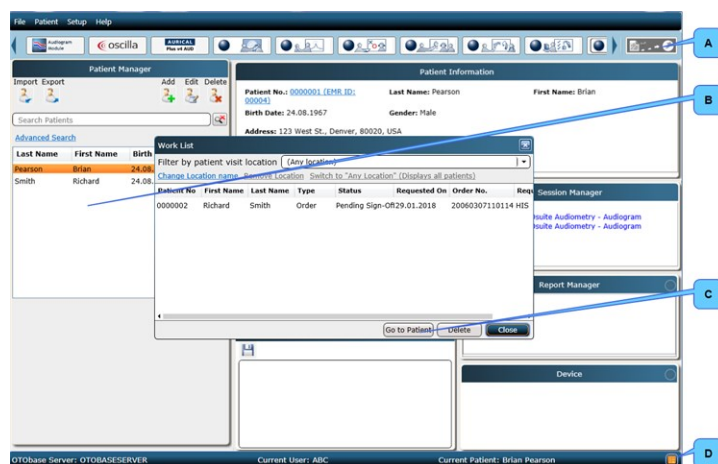 File Patient Setup Help
Audiogram Module
oscilla
AURICAL
Plus v4 AUD
A
Patient Manager
Import Export Add Edit Delete
Search Patients
Advanced Search
Last Name First Name Birth
Pearson Brian 24.08.
Smith Richard 24.08.
Patient Information
Patient No.: 0000001 (EMR ID: 00004) Last Name: Pearson First Name: Brian
Birth Date: 24.08.1967 Gender: Male
Address: 123 West St., Denver, 80020, USA
B
Work List
Filter by patient visit location (Any location)
Change Location name Remove Location Switch to "Any Location" (Displays all patients)
Patient No First Name Last Name Type Status Requested On Order No. Requ
0000002 Richard Smith Order Pending Sign-Off 29.01.2018 20060307110114 HIS
Go to Patient Delete Close
Session Manager
suite Audiometry - Audiogram
suite Audiometry - Audiogram
Report Manager
C
Device
OTObase Server: OTOBASESERVER Current User: ABC Current Patient: Brian Pearson
D